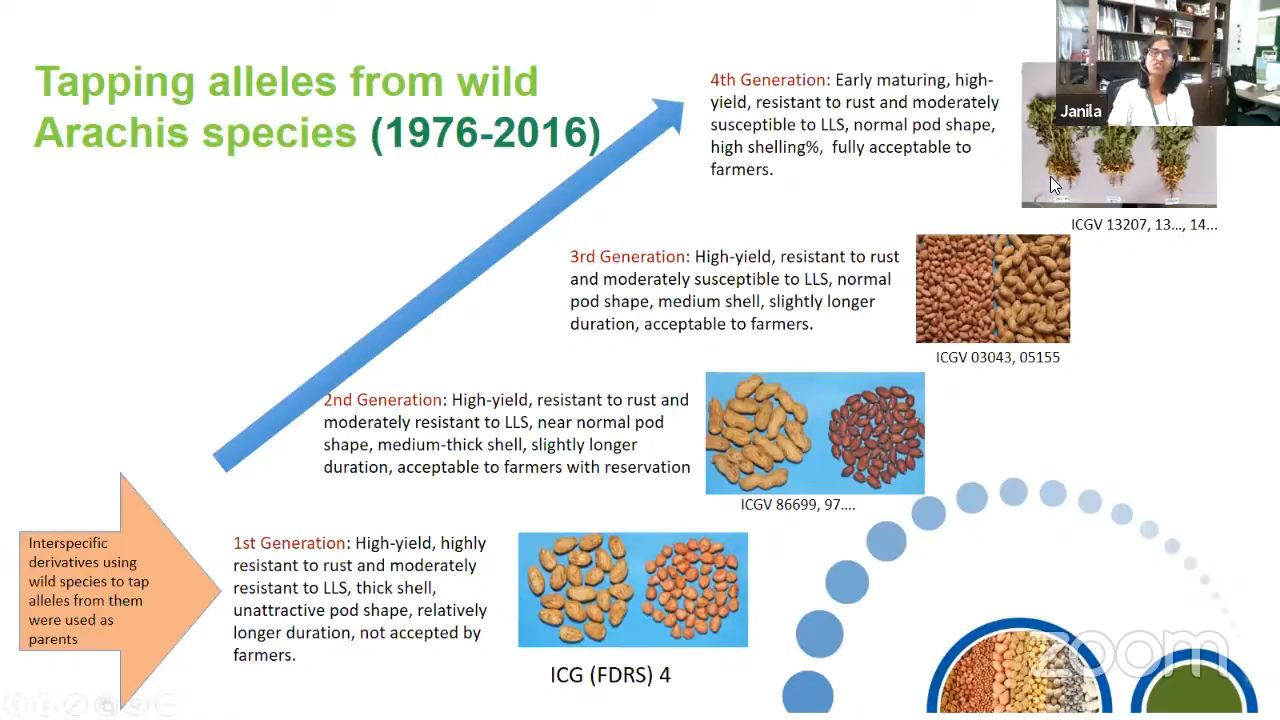 Tapping alleles from wild
Arachis species (1976-2016)
4th Generation: Early maturing, high-
yield, resistant to rust and moderately
susceptible to LLS, normal pod shape,
high shelling%, fully acceptable to
farmers.
Janila
ICGV 13207, 13..., 14...
3rd Generation: High-yield, resistant to rust
and moderately susceptible to LLS, normal
pod shape, medium shell, slightly longer
duration, acceptable to farmers.
ICGV 03043, 05155
2nd Generation: High-yield, resistant to rust and
moderately resistant to LLS, near normal pod
shape, medium-thick shell, slightly longer
duration, acceptable to farmers with reservation
ICGV 86699, 97....
Interspecific
derivatives using
wild species to tap
alleles from them
were used as
parents
1st Generation: High-yield, highly
resistant to rust and moderately
resistant to LLS, thick shell,
unattractive pod shape, relatively
longer duration, not accepted by
farmers.
ICG (FDRS) 4
zoom